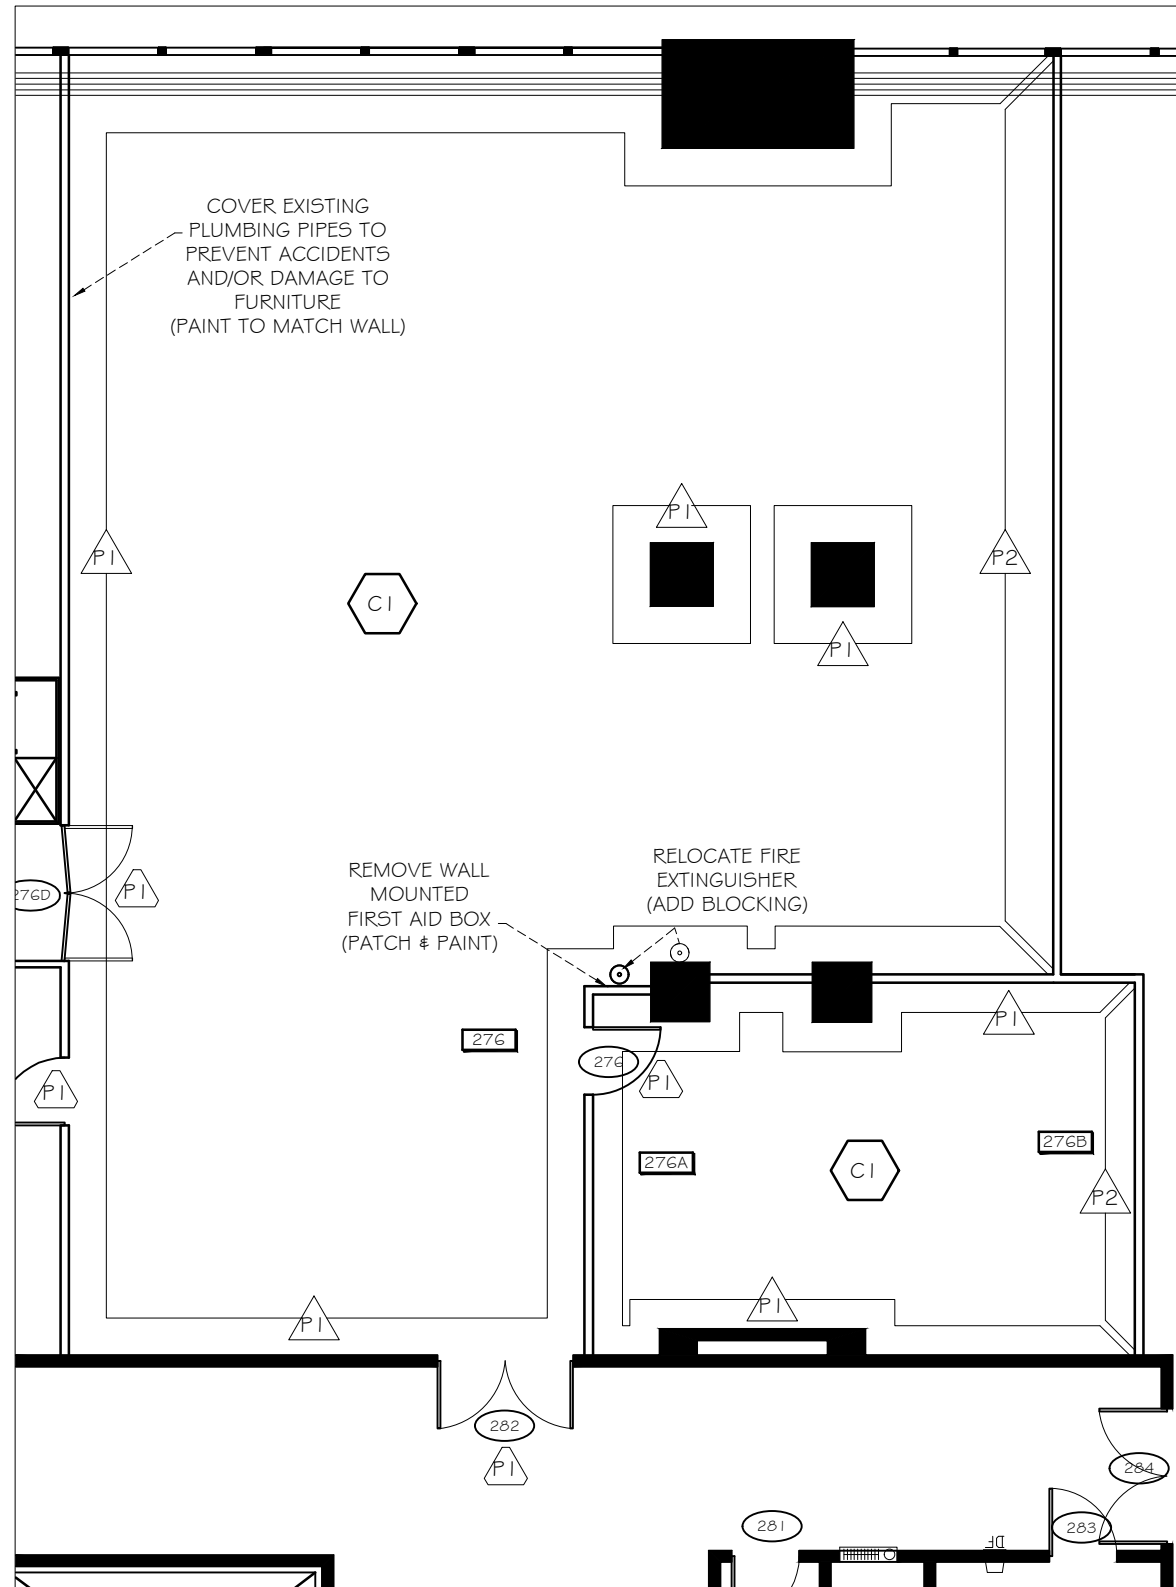 COVER EXISTING
PLUMBING PIPES TO
PREVENT ACCIDENTS
AND/OR DAMAGE TO
FURNITURE
(PAINT TO MATCH WALL)
P1
P1
P2
C1
P1
REMOVE WALL
MOUNTED
FIRST AID BOX
(PATCH & PAINT)
RELOCATE FIRE
EXTINGUISHER
(ADD BLOCKING)
276D
P1
P1
276
276
P1
P1
276A
C1
276B
P2
P1
P1
282
P1
281
DF
283
284